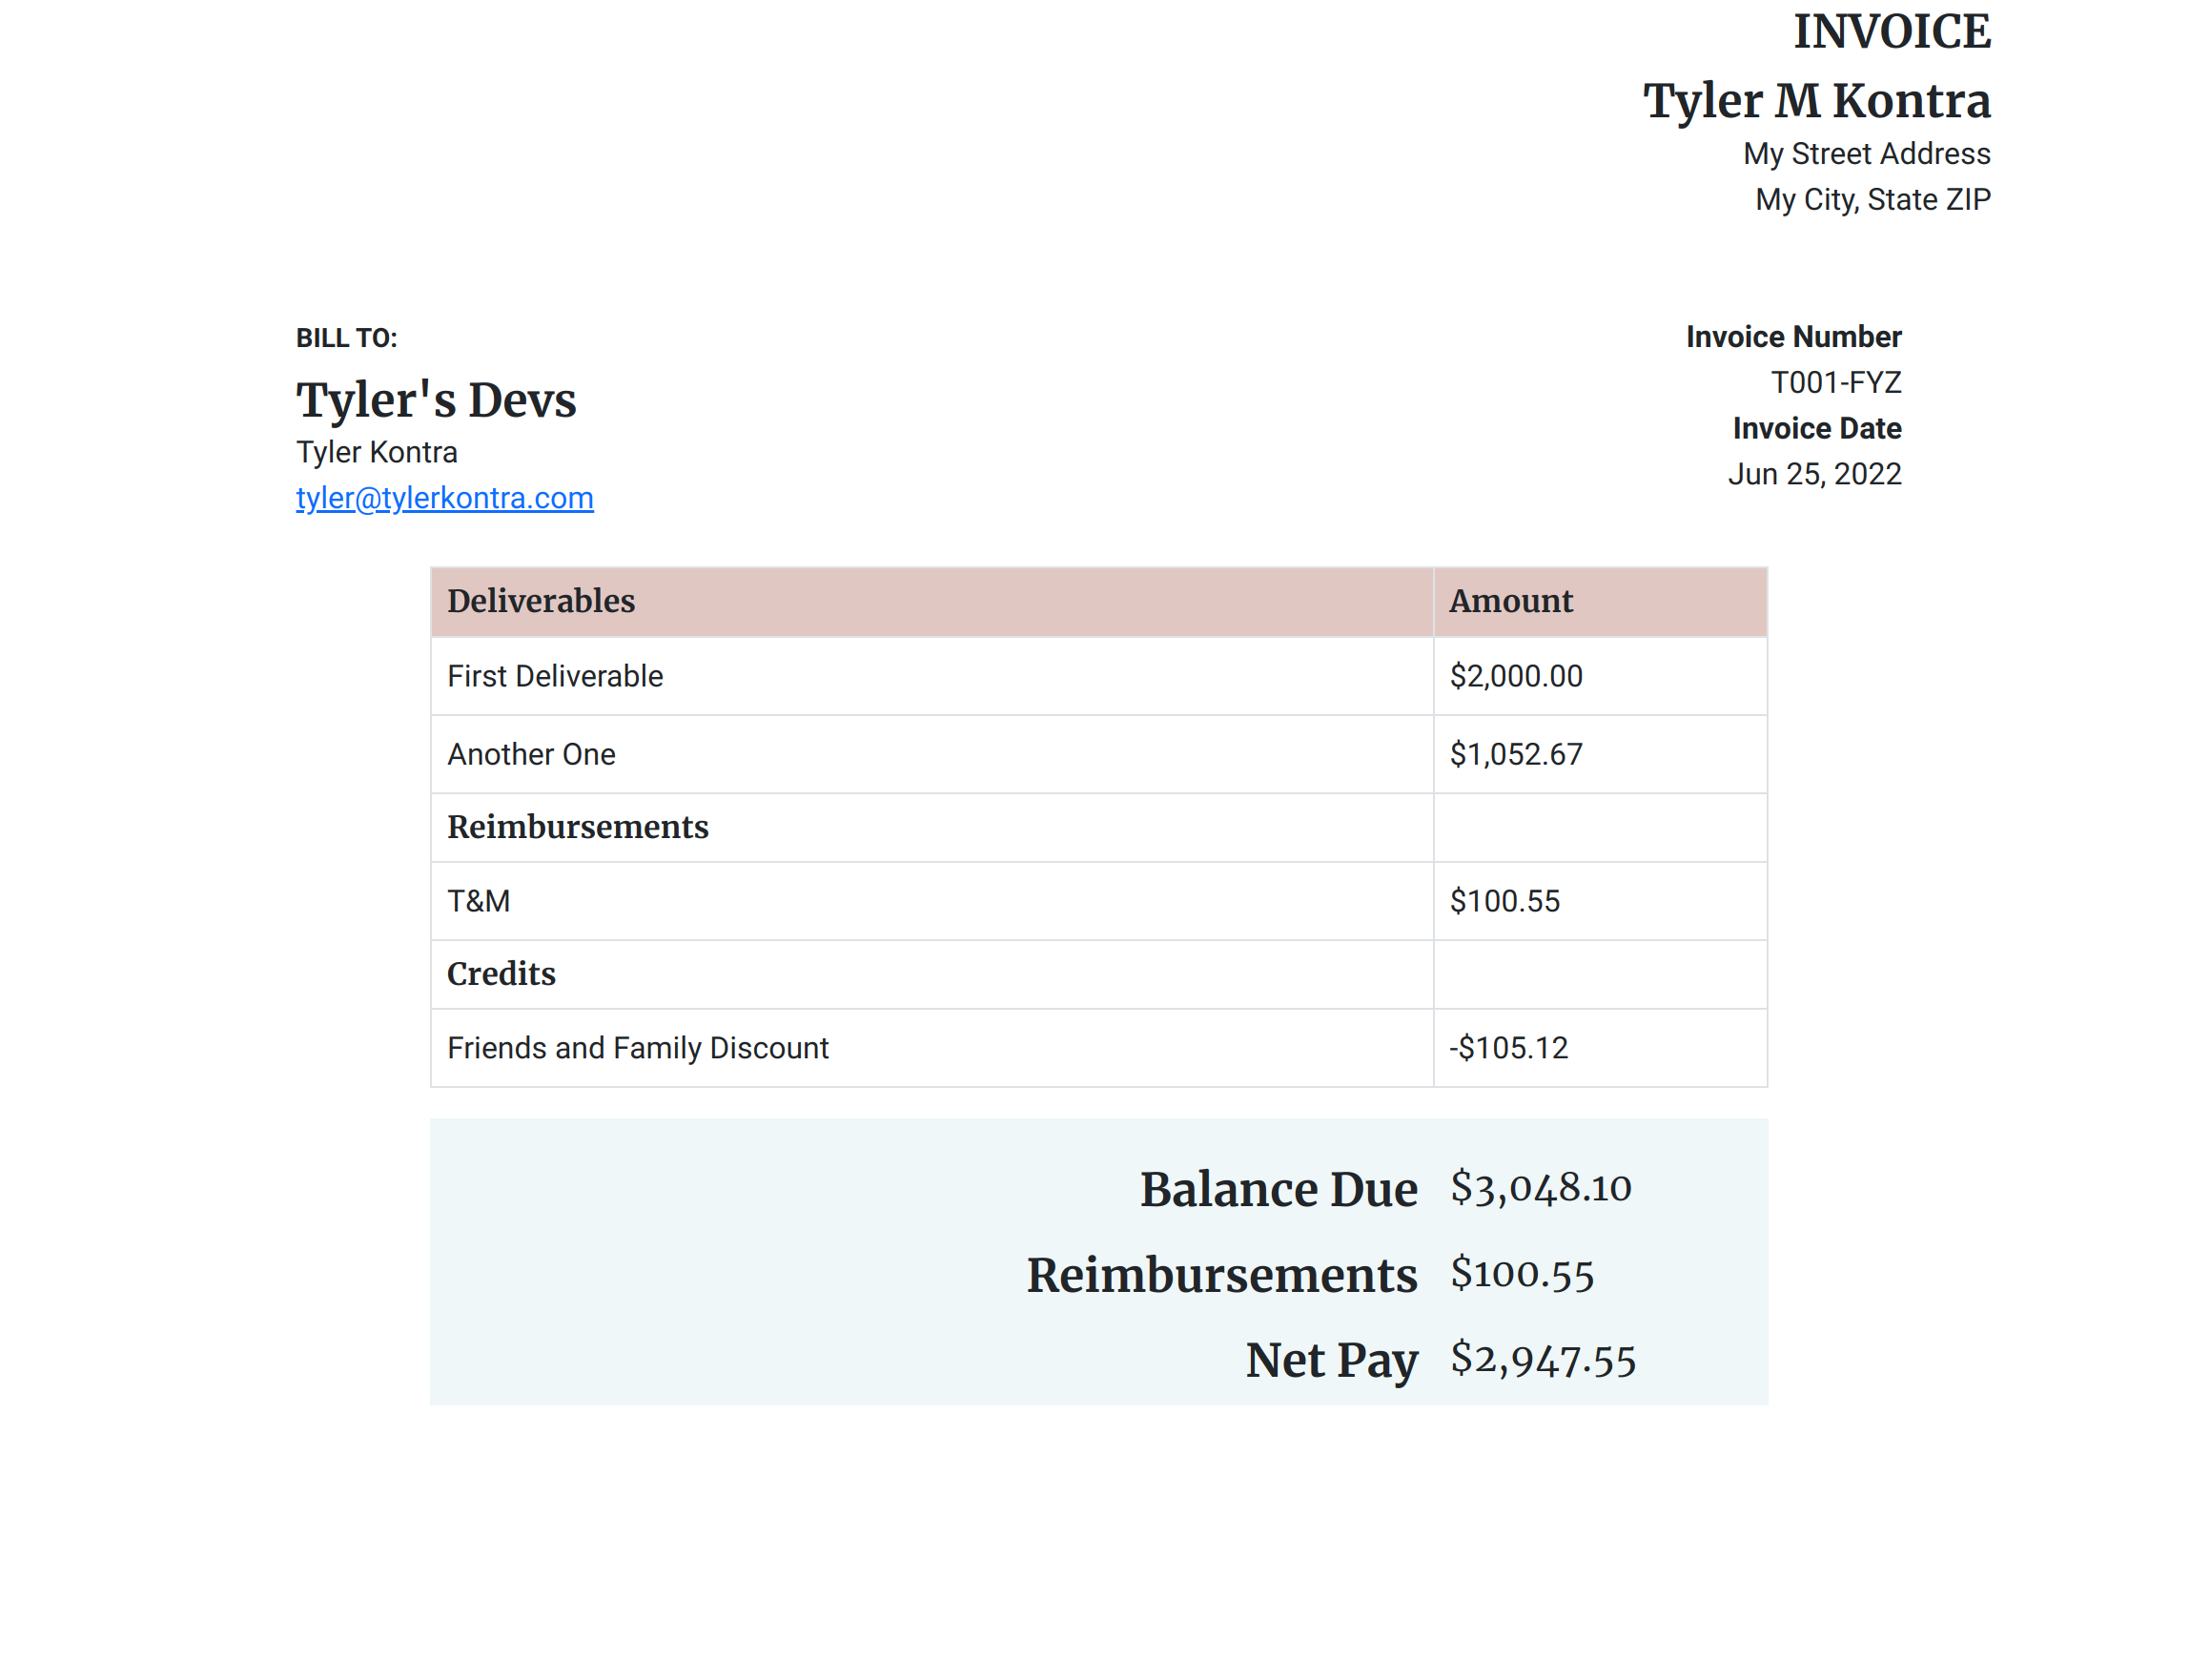 INVOICE
Tyler M Kontra
My Street Address
My City, State ZIP
BILL TO:
Tyler's Devs
Tyler Kontra
tyler@tylerkontra.com
Invoice Number
T001-FYZ
Invoice Date
Jun 25, 2022
Deliverables Amount
First Deliverable $2,000.00
Another One $1,052.67
Reimbursements
T&M $100.55
Credits
Friends and Family Discount -$105.12
Balance Due $3,048.10
Reimbursements $100.55
Net Pay $2,947.55